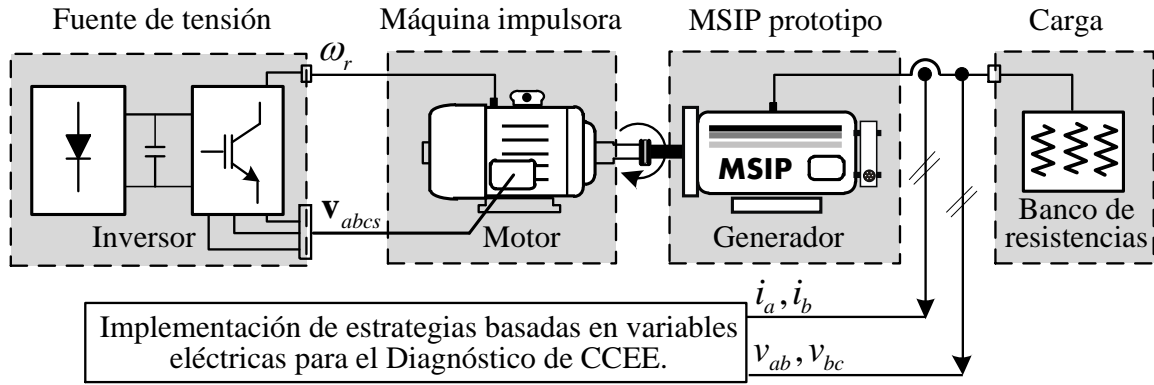 Fuente de tensión
Máquina impulsora
MSIP prototipo
Carga
ω_r
v_abcs
Inversor
Motor
MSIP
Generador
Banco de
resistencias
i_a, i_b
v_ab, v_bc
Implementación de estrategias basadas en variables
eléctricas para el Diagnóstico de CCEE.